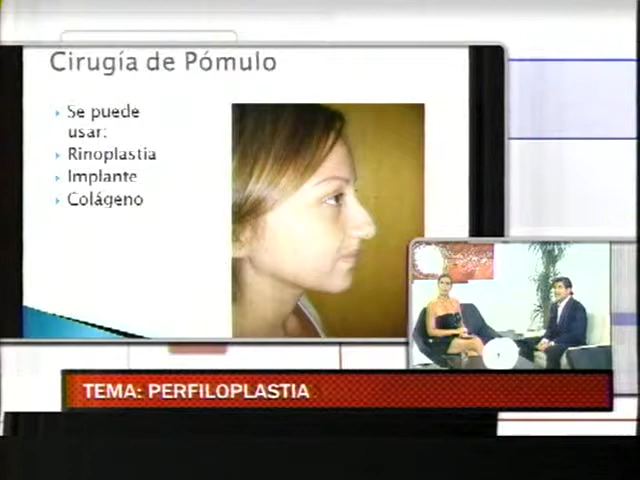 Cirugía de Pómulo
Se puede
usar:
Rinoplastia
Implante
Colágeno
TEMA: PERFILOPLASTIA